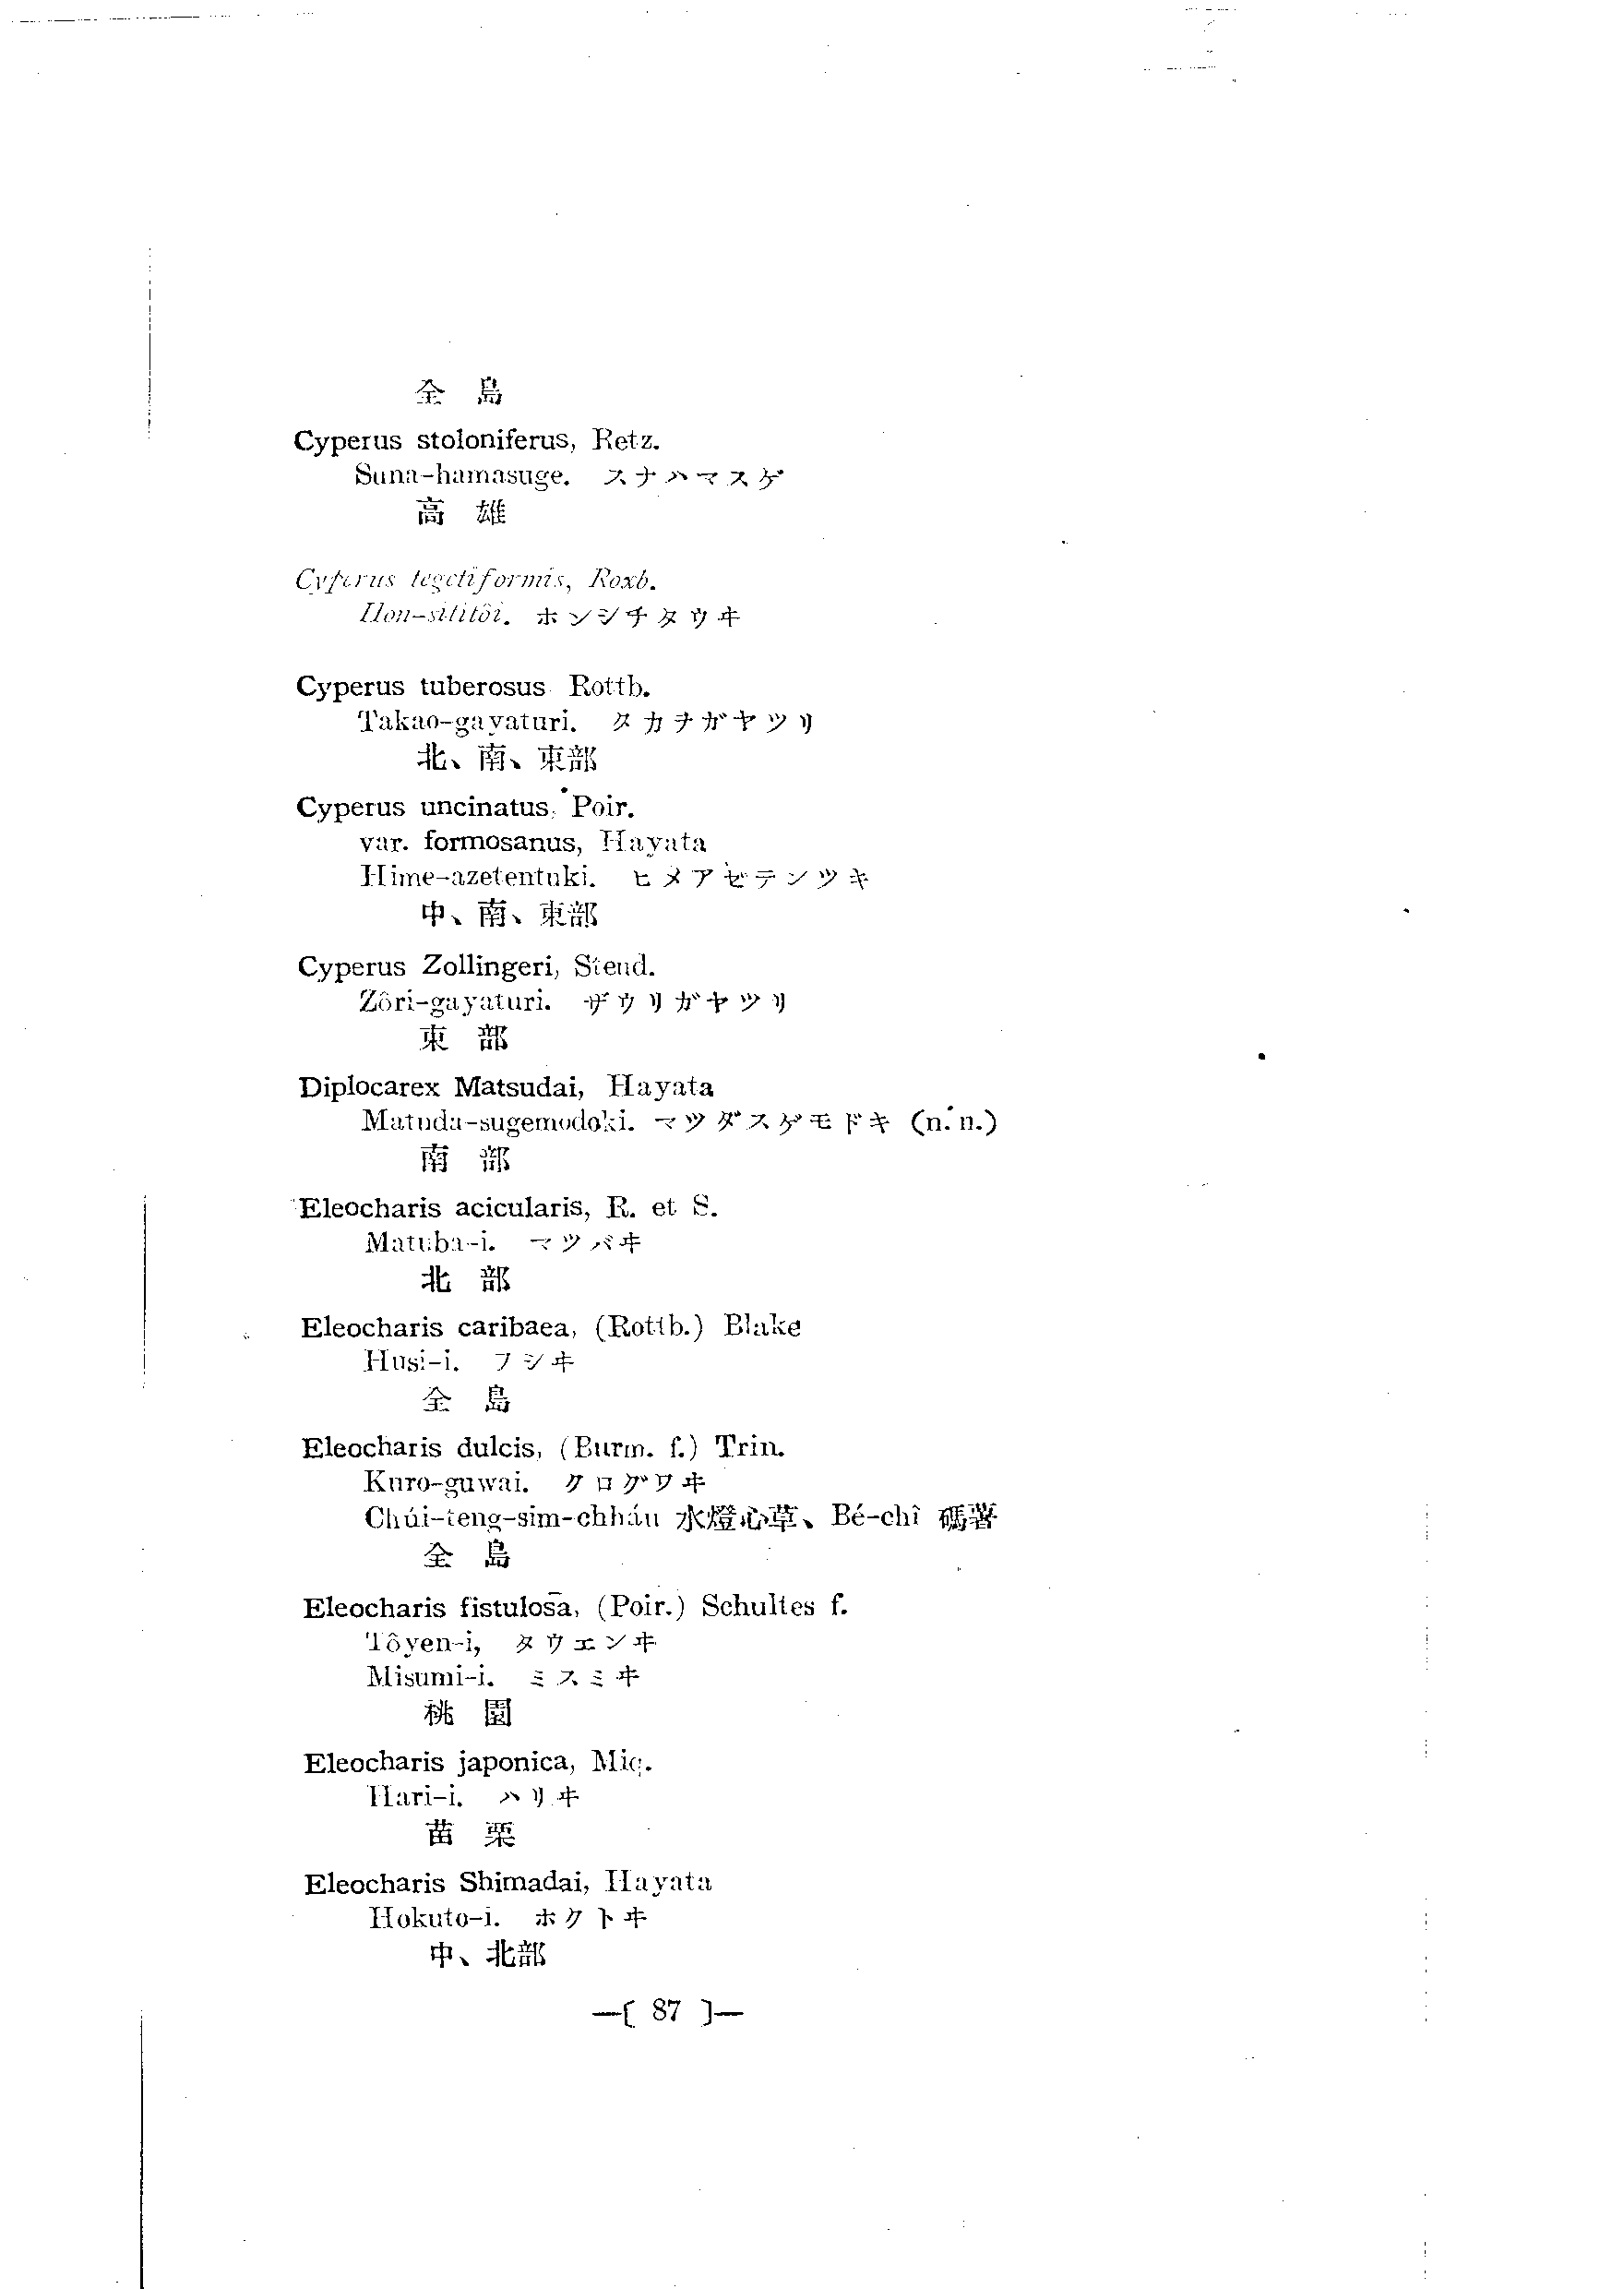 全島
Cyperus stoloniferus, Retz.
Suna-hamasuge. スナハマスゲ
高雄
Cyperus tegetiformis, Roxb.
Hon-sititôi. ホンシチタウヰ
Cyperus tuberosus Rottb.
Takao-gayaturi. タカヲガヤツリ
北、南、東部
Cyperus uncinatus, Poir.
var. formosanus, Hayata
Hime-azetentuki. ヒメアゼテンツキ
中、南、東部
Cyperus Zollingeri, Steud.
Zôri-gayaturi. ザウリガヤツリ
東部
Diplocarex Matsudai, Hayata
Matuda-sugemodoki. マツダスゲモドキ (n. n.)
南部
Eleocharis acicularis, R. et S.
Matuba-i. マツバヰ
北部
Eleocharis caribaea, (Rottb.) Blake
Husi-i. フシヰ
全島
Eleocharis dulcis, (Burm. f.) Trin.
Kuro-guwai. クログワヰ
Chúi-teng-sim-chháu 水燈心草、Bé-chî
全島
Eleocharis fistulosa, (Poir.) Schultes f.
Tôyen-i, タウエンヰ
Misumi-i. ミスミヰ
桃園
Eleocharis japonica, Miq.
Hari-i. ハリヰ
苗栗
Eleocharis Shimadai, Hayata
Hokuto-i. ホクトヰ
中、北部
—[ 87 ]—